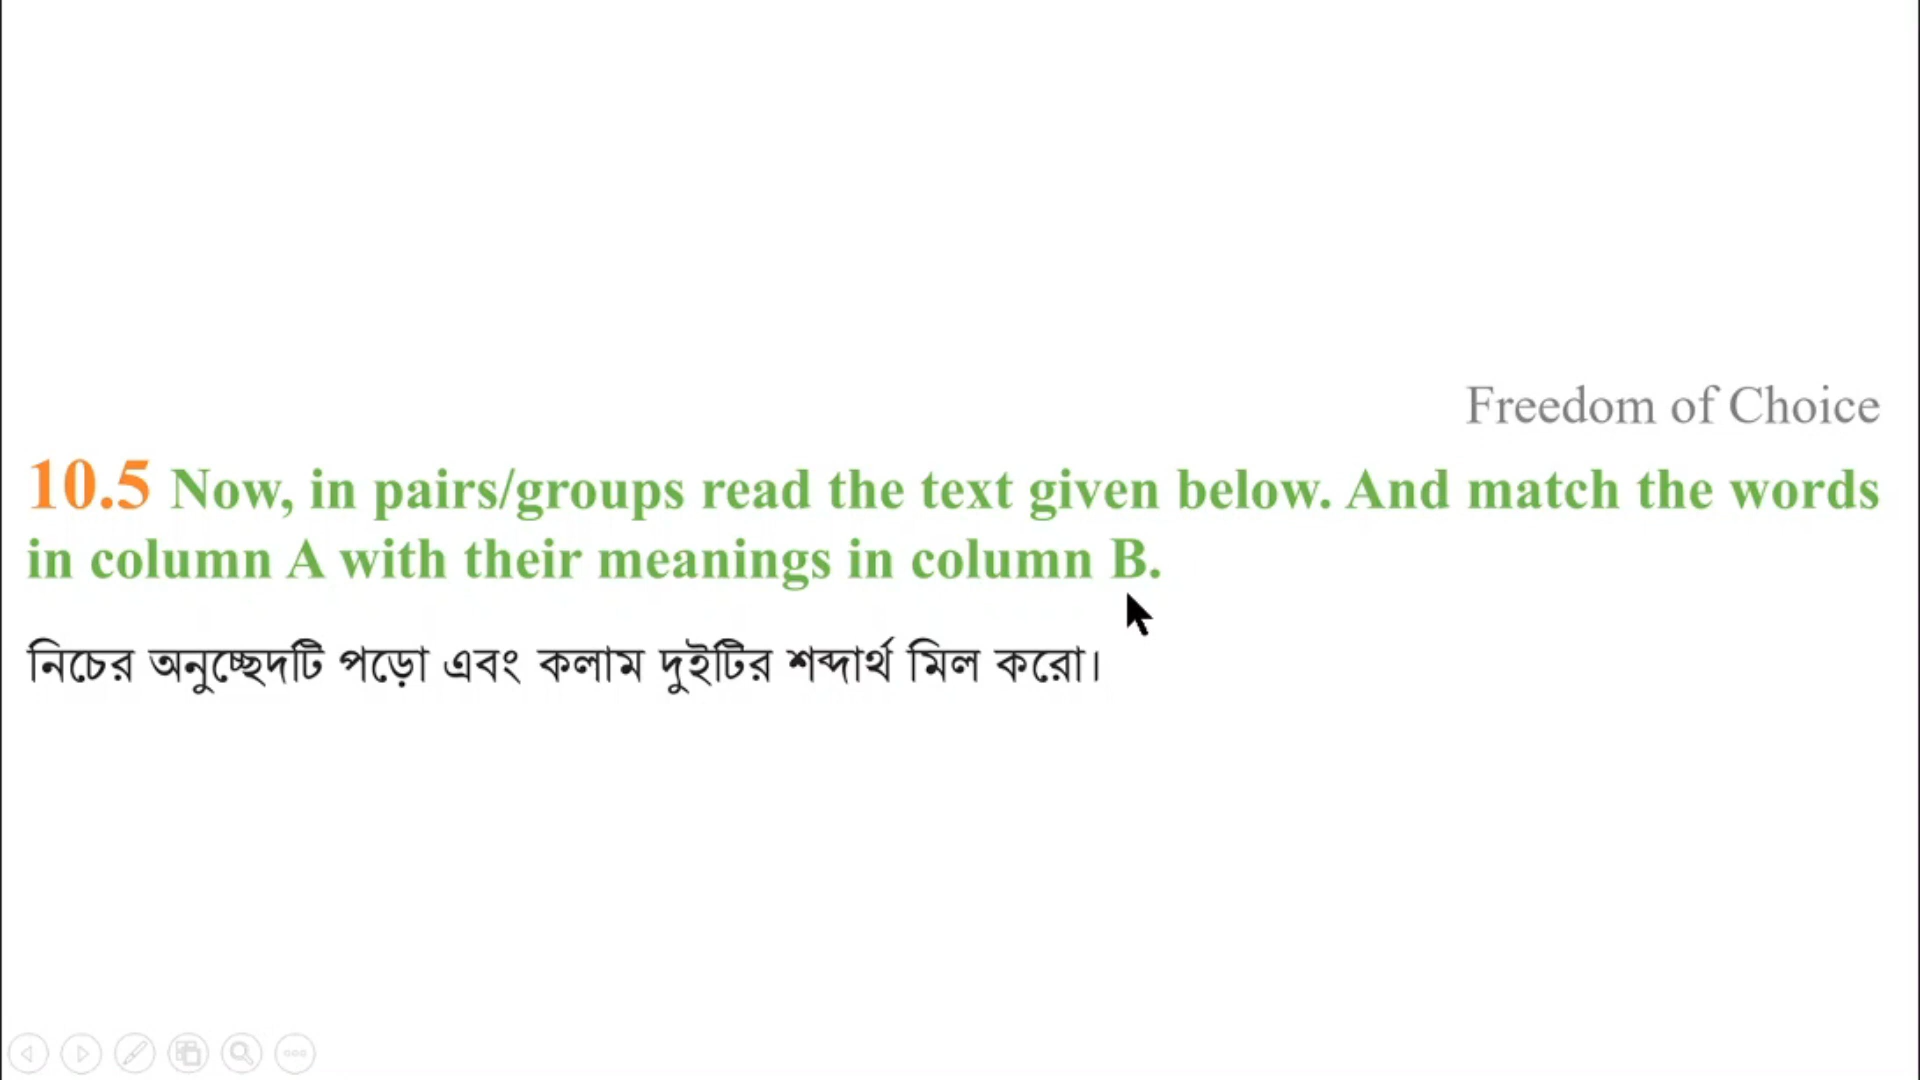 Freedom of Choice
10.5 Now, in pairs/groups read the text given below. And match the words
in column A with their meanings in column B.
নিচের অনুচ্ছেদটি পড়ো এবং কলাম দুইটির শব্দার্থ মিল করো।